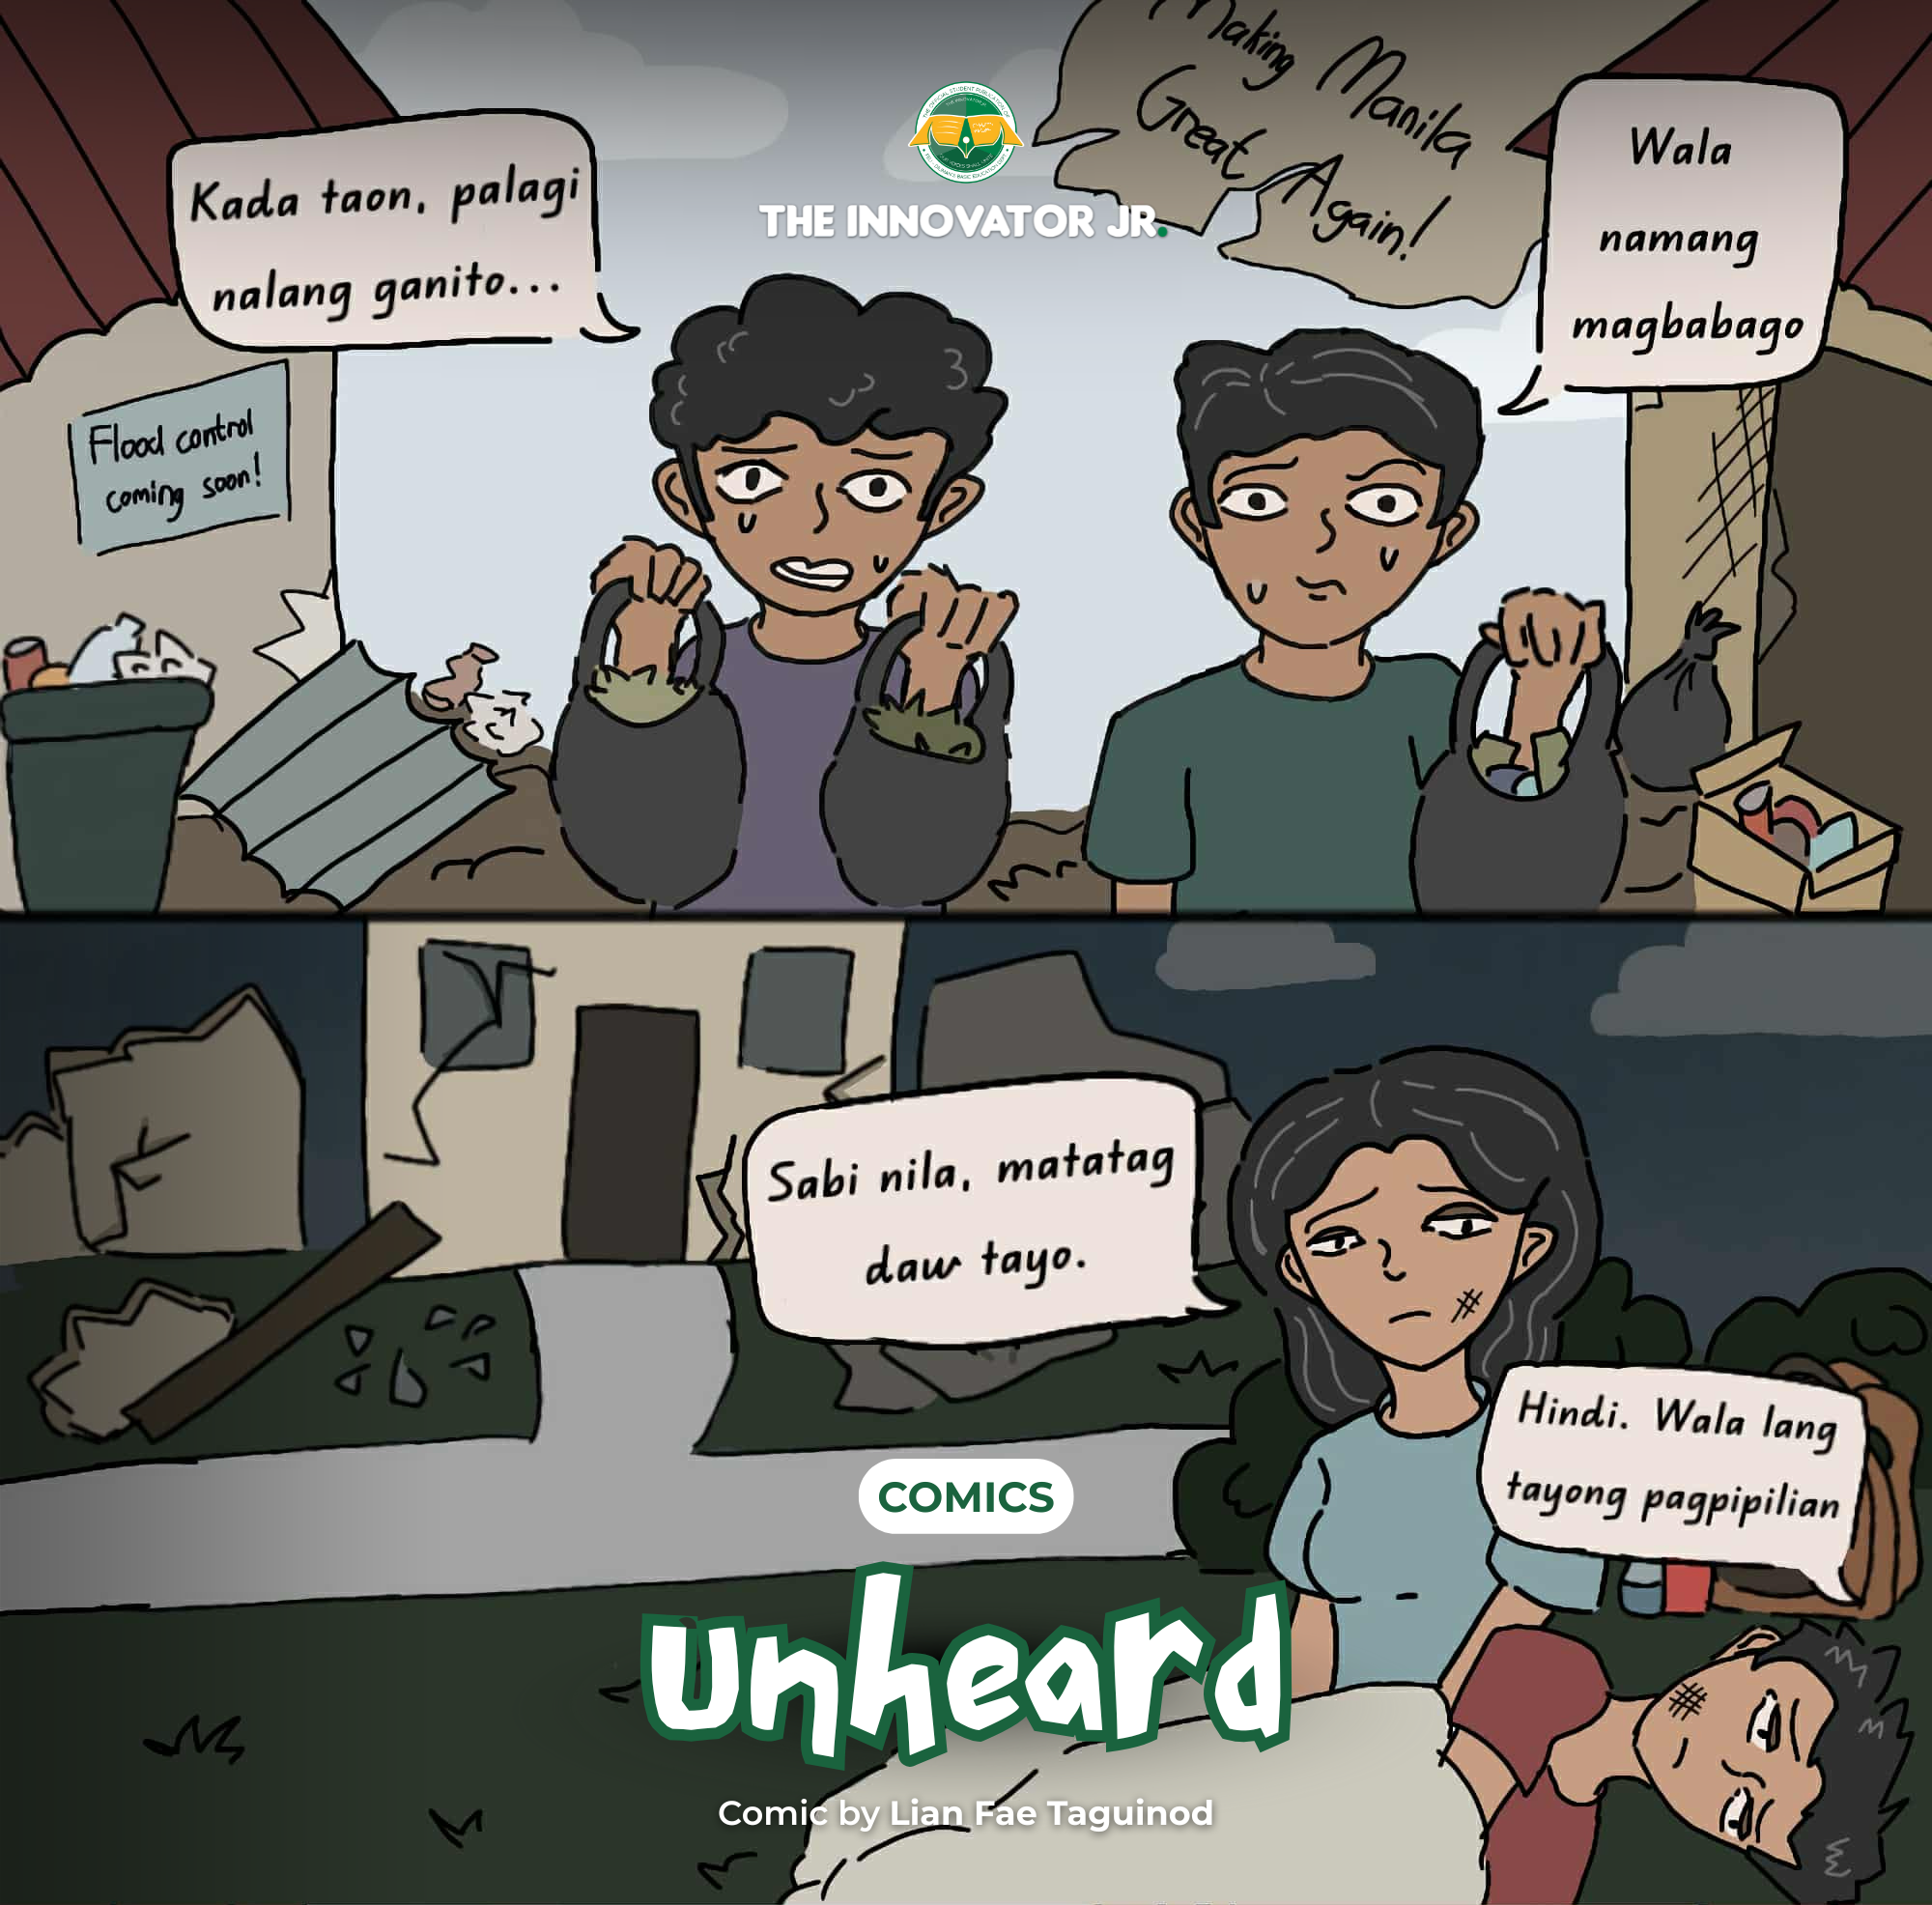 Making Manila
Great Again!
THE INNOVATOR JR.
Kada taon, palagi
nalang ganito...
Wala
namang
magbabago
Flood control
coming soon!
Sabi nila, matatag
daw tayo.
Hindi. Wala lang
tayong pagpipilian
COMICS
unheard
Comic by Lian Fae Taguinod